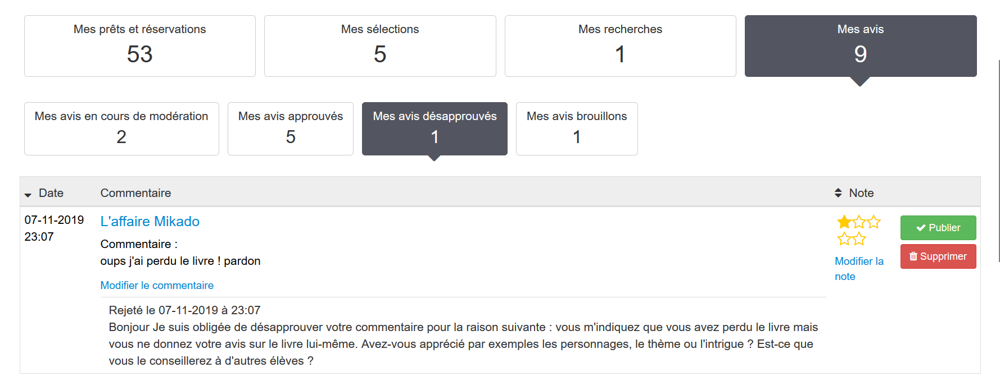 Mes prêts et réservations
53
Mes sélections
5
Mes recherches
1
Mes avis
9
Mes avis en cours de modération
2
Mes avis approuvés
5
Mes avis désapprouvés
1
Mes avis brouillons
1
Date
Commentaire
Note
07-11-2019
23:07
L'affaire Mikado
Commentaire :
oups j'ai perdu le livre ! pardon
Modifier le commentaire
Modifier la
note
Publier
Supprimer
Rejeté le 07-11-2019 à 23:07
Bonjour Je suis obligée de désapprouver votre commentaire pour la raison suivante : vous m'indiquez que vous avez perdu le livre mais
vous ne donnez votre avis sur le livre lui-même. Avez-vous apprécié par exemples les personnages, le thème ou l'intrigue ? Est-ce que
vous le conseillerez à d'autres élèves ?